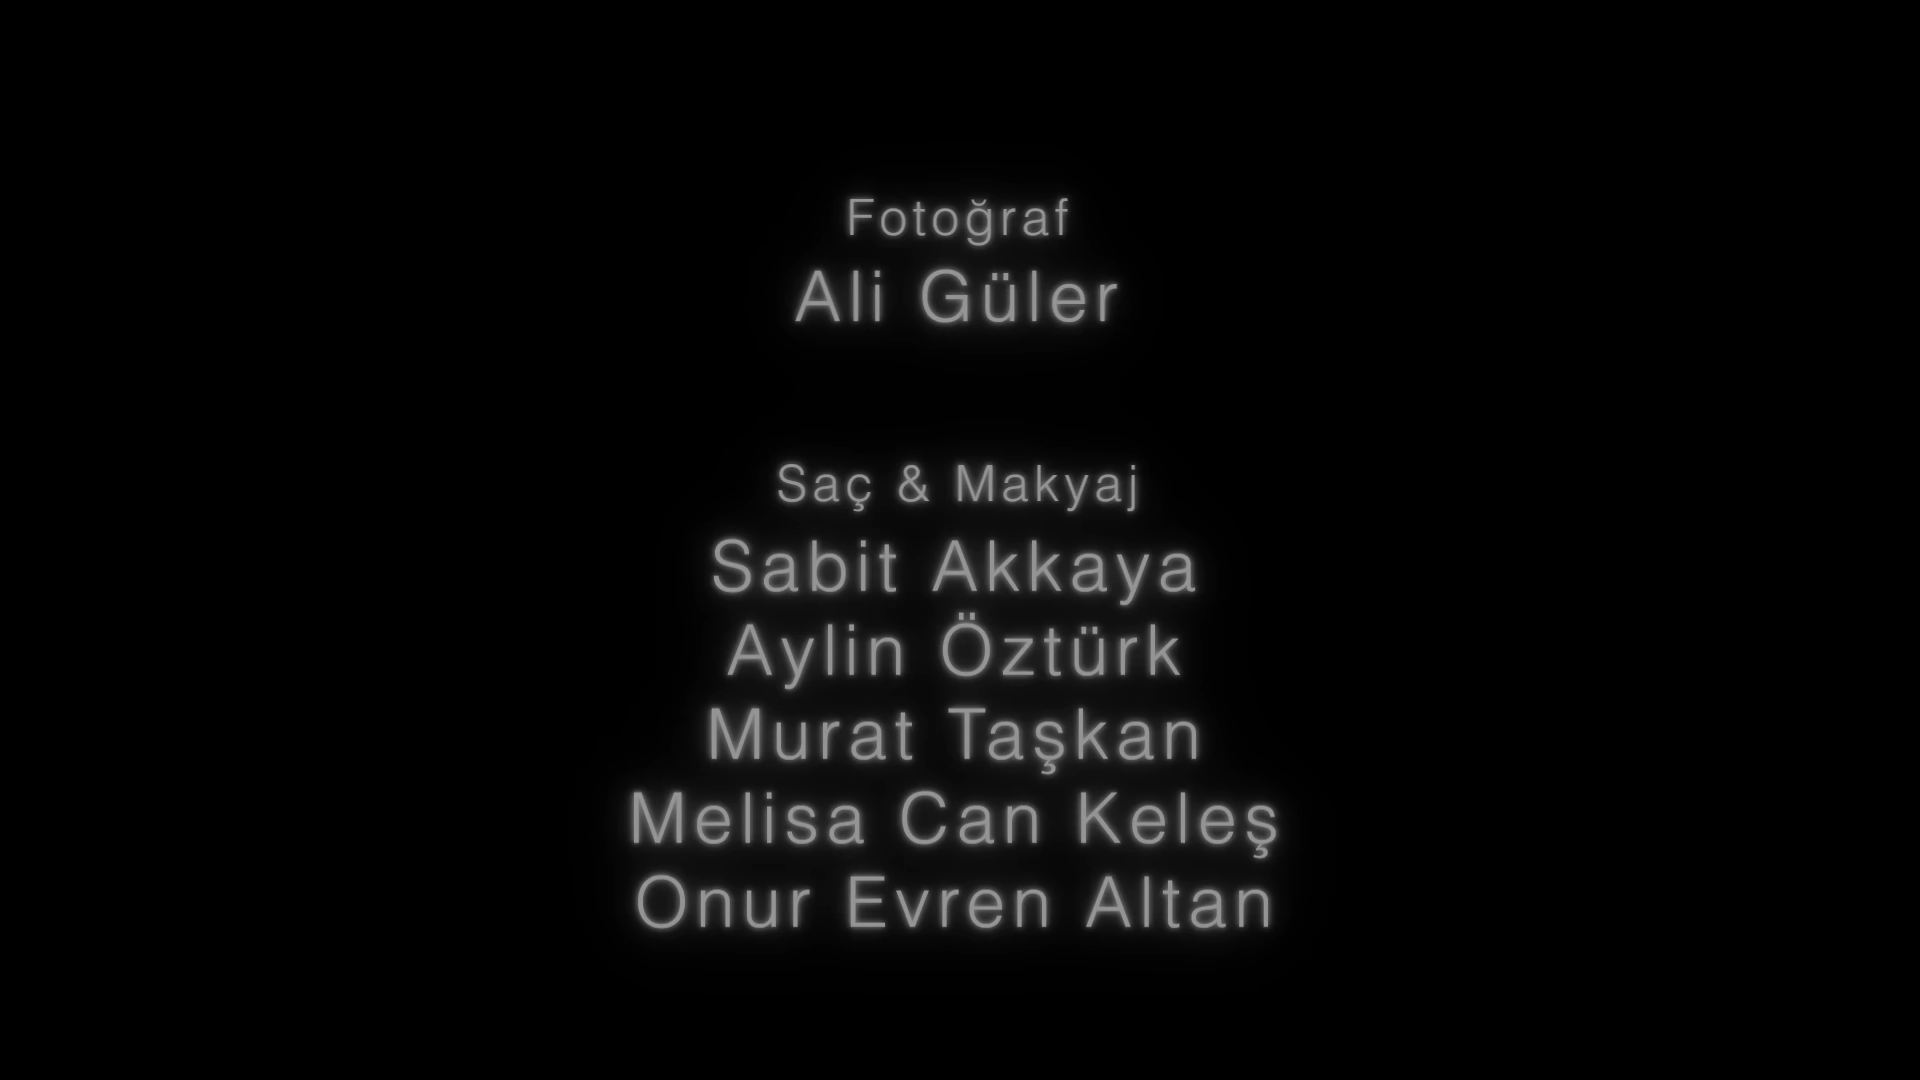 Fotoğraf
Ali Güler
Saç & Makyaj
Sabit Akkaya
Aylin Öztürk
Murat Taşkan
Melisa Can Keleş
Onur Evren Altan